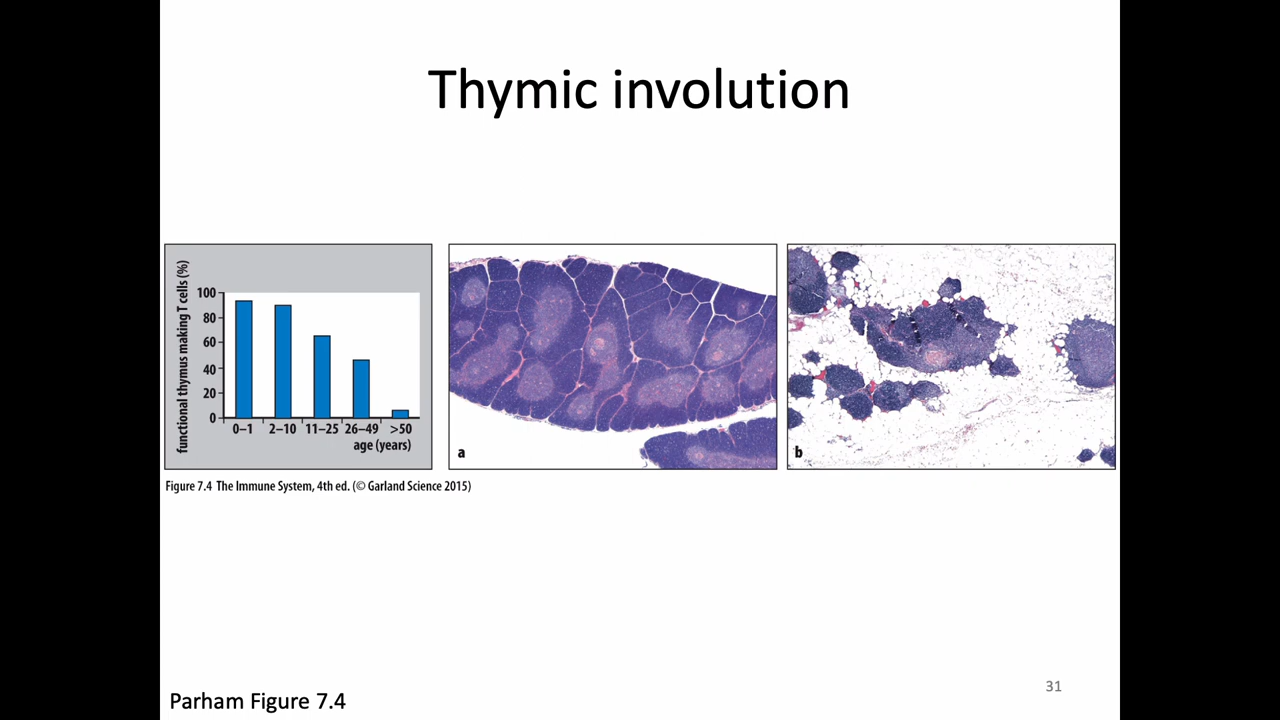 Thymic involution
functional thymus making T cells (%)
100
80
60
40
20
0
0–1 2–10 11–25 26–49 >50
age (years)
a
b
Figure 7.4 The Immune System, 4th ed. (© Garland Science 2015)
31
Parham Figure 7.4